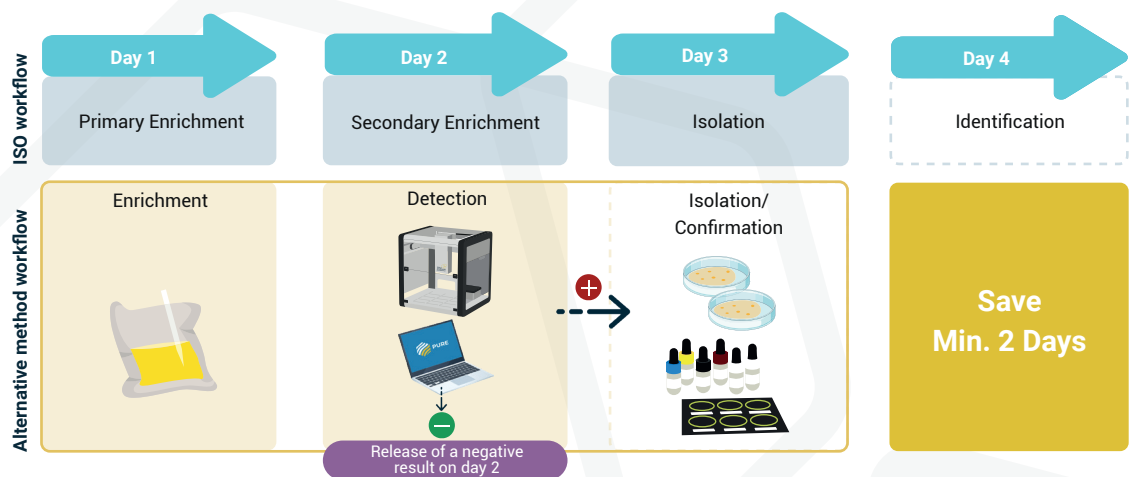 ISO workflow
Day 1
Day 2
Day 3
Day 4
Primary Enrichment
Secondary Enrichment
Isolation
Identification
Alternative method workflow
Enrichment
Detection
PURE
Release of a negative
result on day 2
Isolation/
Confirmation
Save
Min. 2 Days